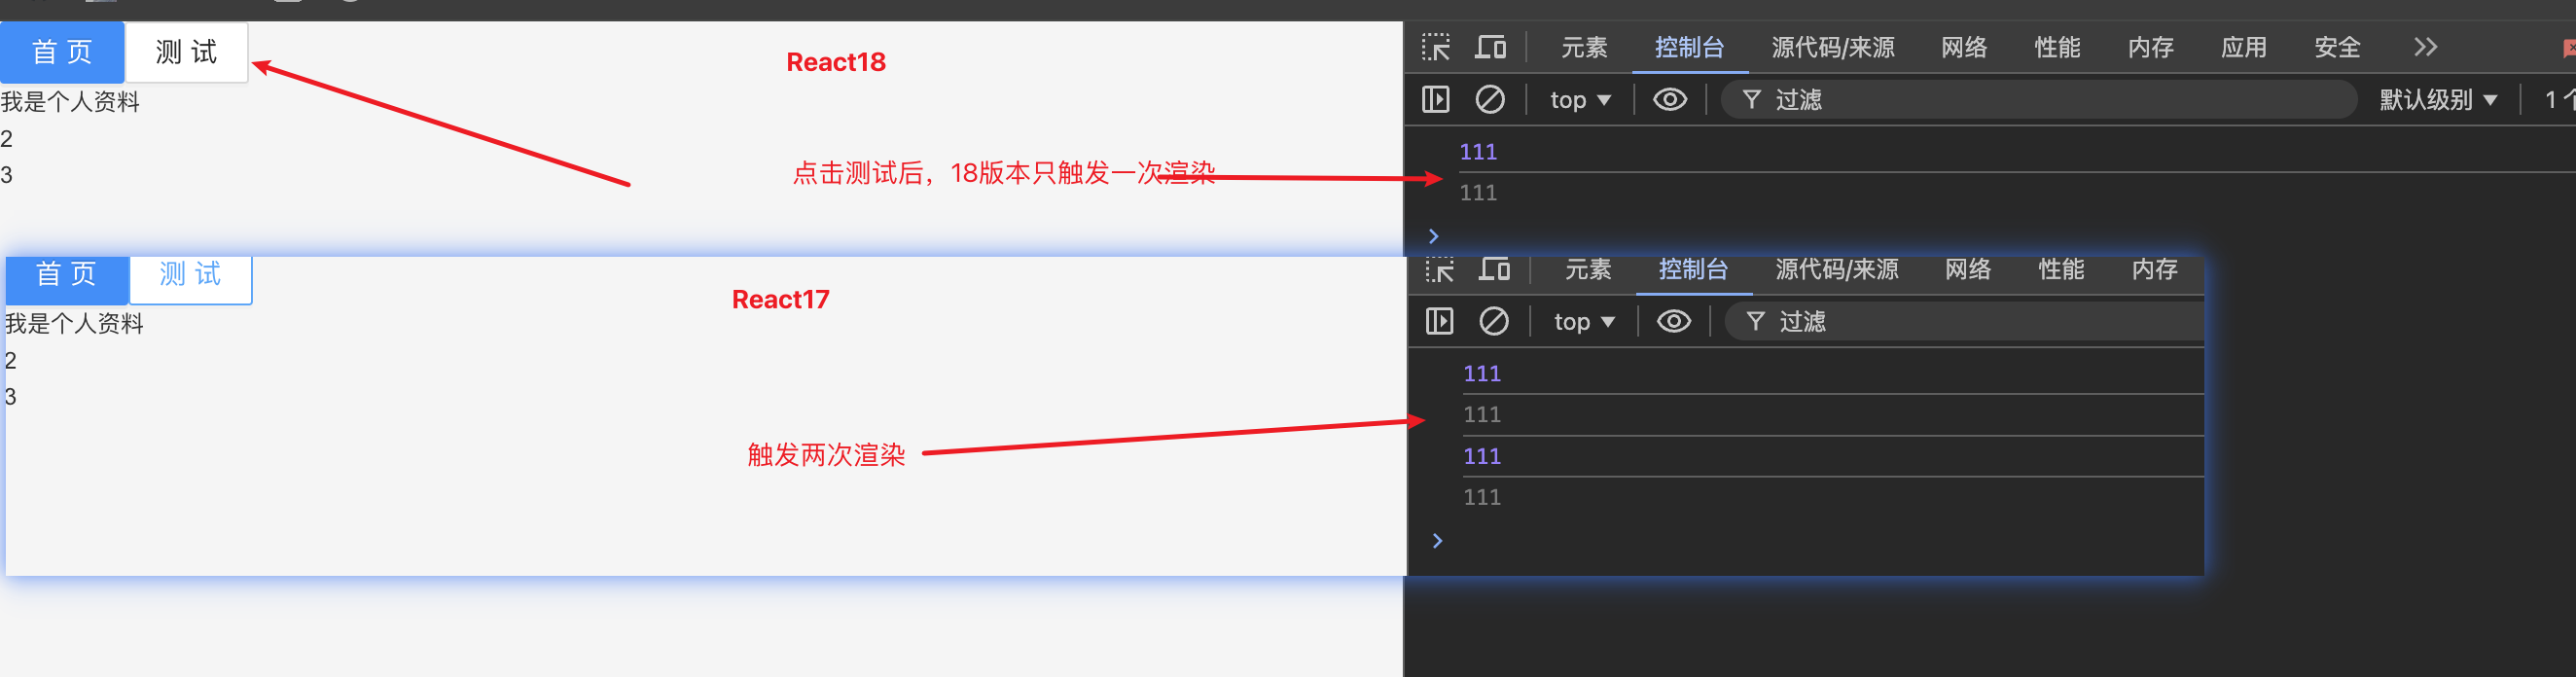 首 页 测 试 React18 元素 控制台 源代码/来源 网络 性能 内存 应用 安全
top 过滤 默认级别 1 个
我是个人资料
2
3
点击测试后，18版本只触发一次渲染
111
111
首 页 测 试 元素 控制台 源代码/来源 网络 性能 内存
React17
top 过滤
我是个人资料
2
3
触发两次渲染
111
111
111
111